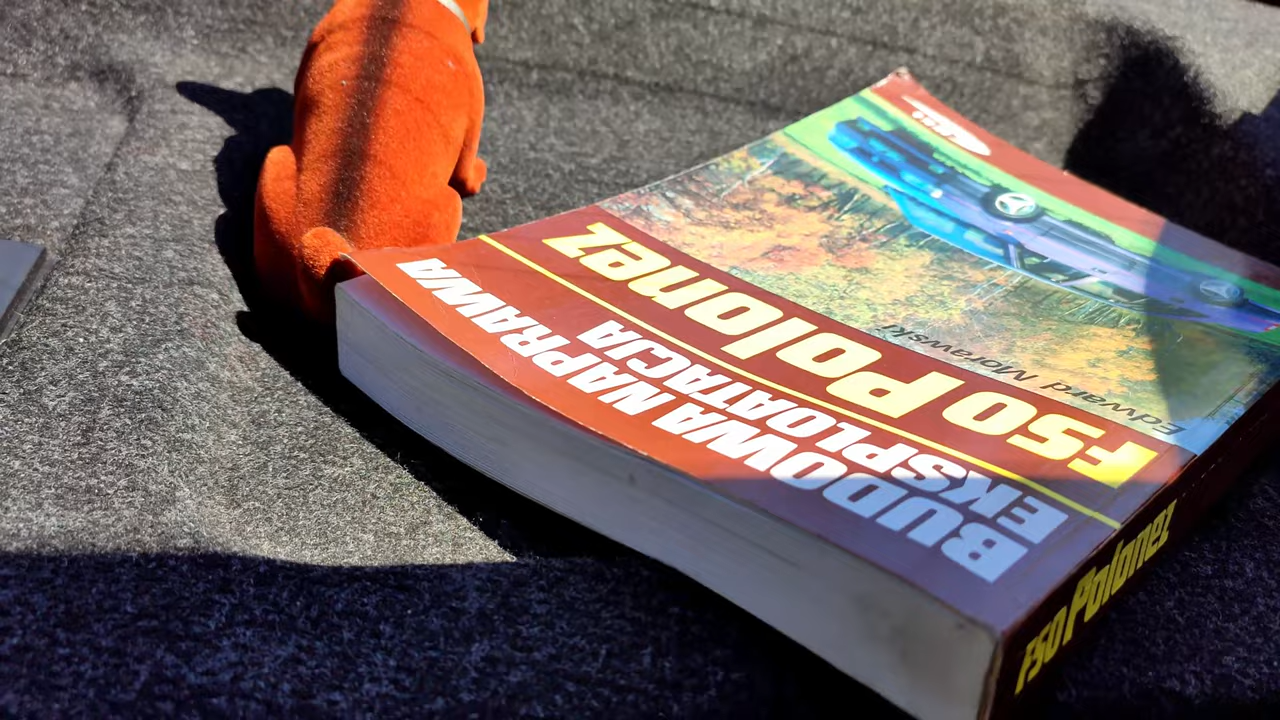 Edward Morawski
FSO Polonez
BUDOWA NAPRAWA
EKSPLOATACJA
FSO Polonez